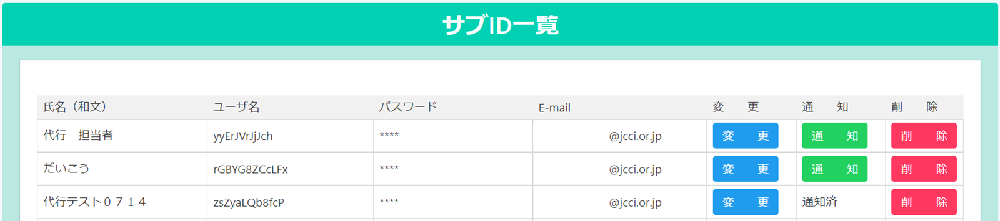 サブID一覧
氏名（和文） ユーザ名 パスワード E-mail 変　更 通　知 削　除
代行　担当者 yyErJVrJjJch **** @jcci.or.jp 変　更 通　知 削　除
だいこう rGBYG8ZCcLFx **** @jcci.or.jp 変　更 通　知 削　除
代行テスト０７１４ zsZyaLQb8fcP **** @jcci.or.jp 変　更 通知済 削　除